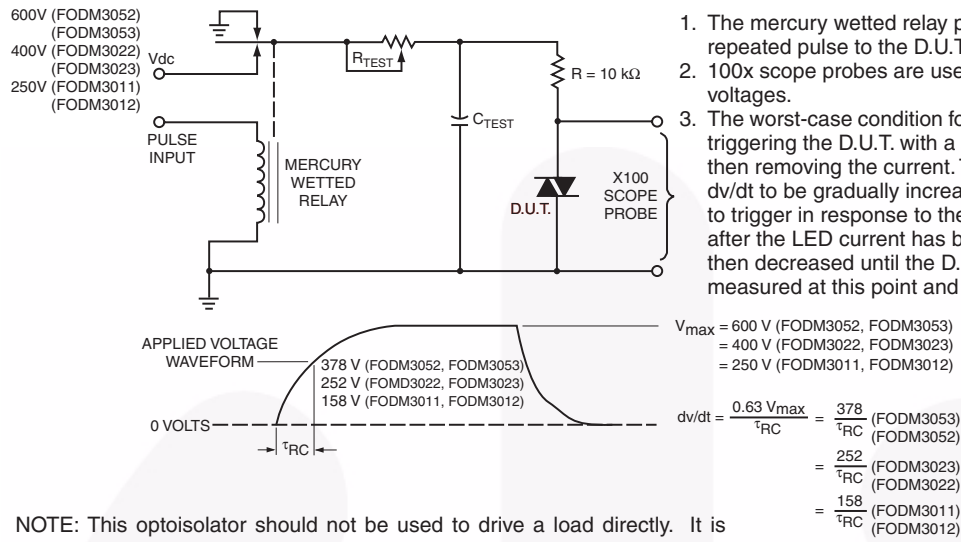 600V (FODM3052)
(FODM3053)
400V (FODM3022)
(FODM3023)
250V (FODM3011)
(FODM3012)
Vdc
PULSE
INPUT
MERCURY
WETTED
RELAY
RTEST
CTEST
R = 10 kΩ
D.U.T.
X100
SCOPE
PROBE
1. The mercury wetted relay p
repeated pulse to the D.U.T
2. 100x scope probes are use
voltages.
3. The worst-case condition fo
triggering the D.U.T. with a
then removing the current. T
dv/dt to be gradually increa
to trigger in response to the
after the LED current has b
then decreased until the D.
measured at this point and
APPLIED VOLTAGE
WAVEFORM
378 V (FODM3052, FODM3053)
252 V (FOMD3022, FODM3023)
158 V (FODM3011, FODM3012)
0 VOLTS
τRC
Vmax = 600 V (FODM3052, FODM3053)
= 400 V (FODM3022, FODM3023)
= 250 V (FODM3011, FODM3012)
dv/dt = 0.63 Vmax / τRC = 378 / τRC (FODM3053)
(FODM3052)
= 252 / τRC (FODM3023)
(FODM3022)
= 158 / τRC (FODM3011)
(FODM3012)
NOTE: This optoisolator should not be used to drive a load directly. It is